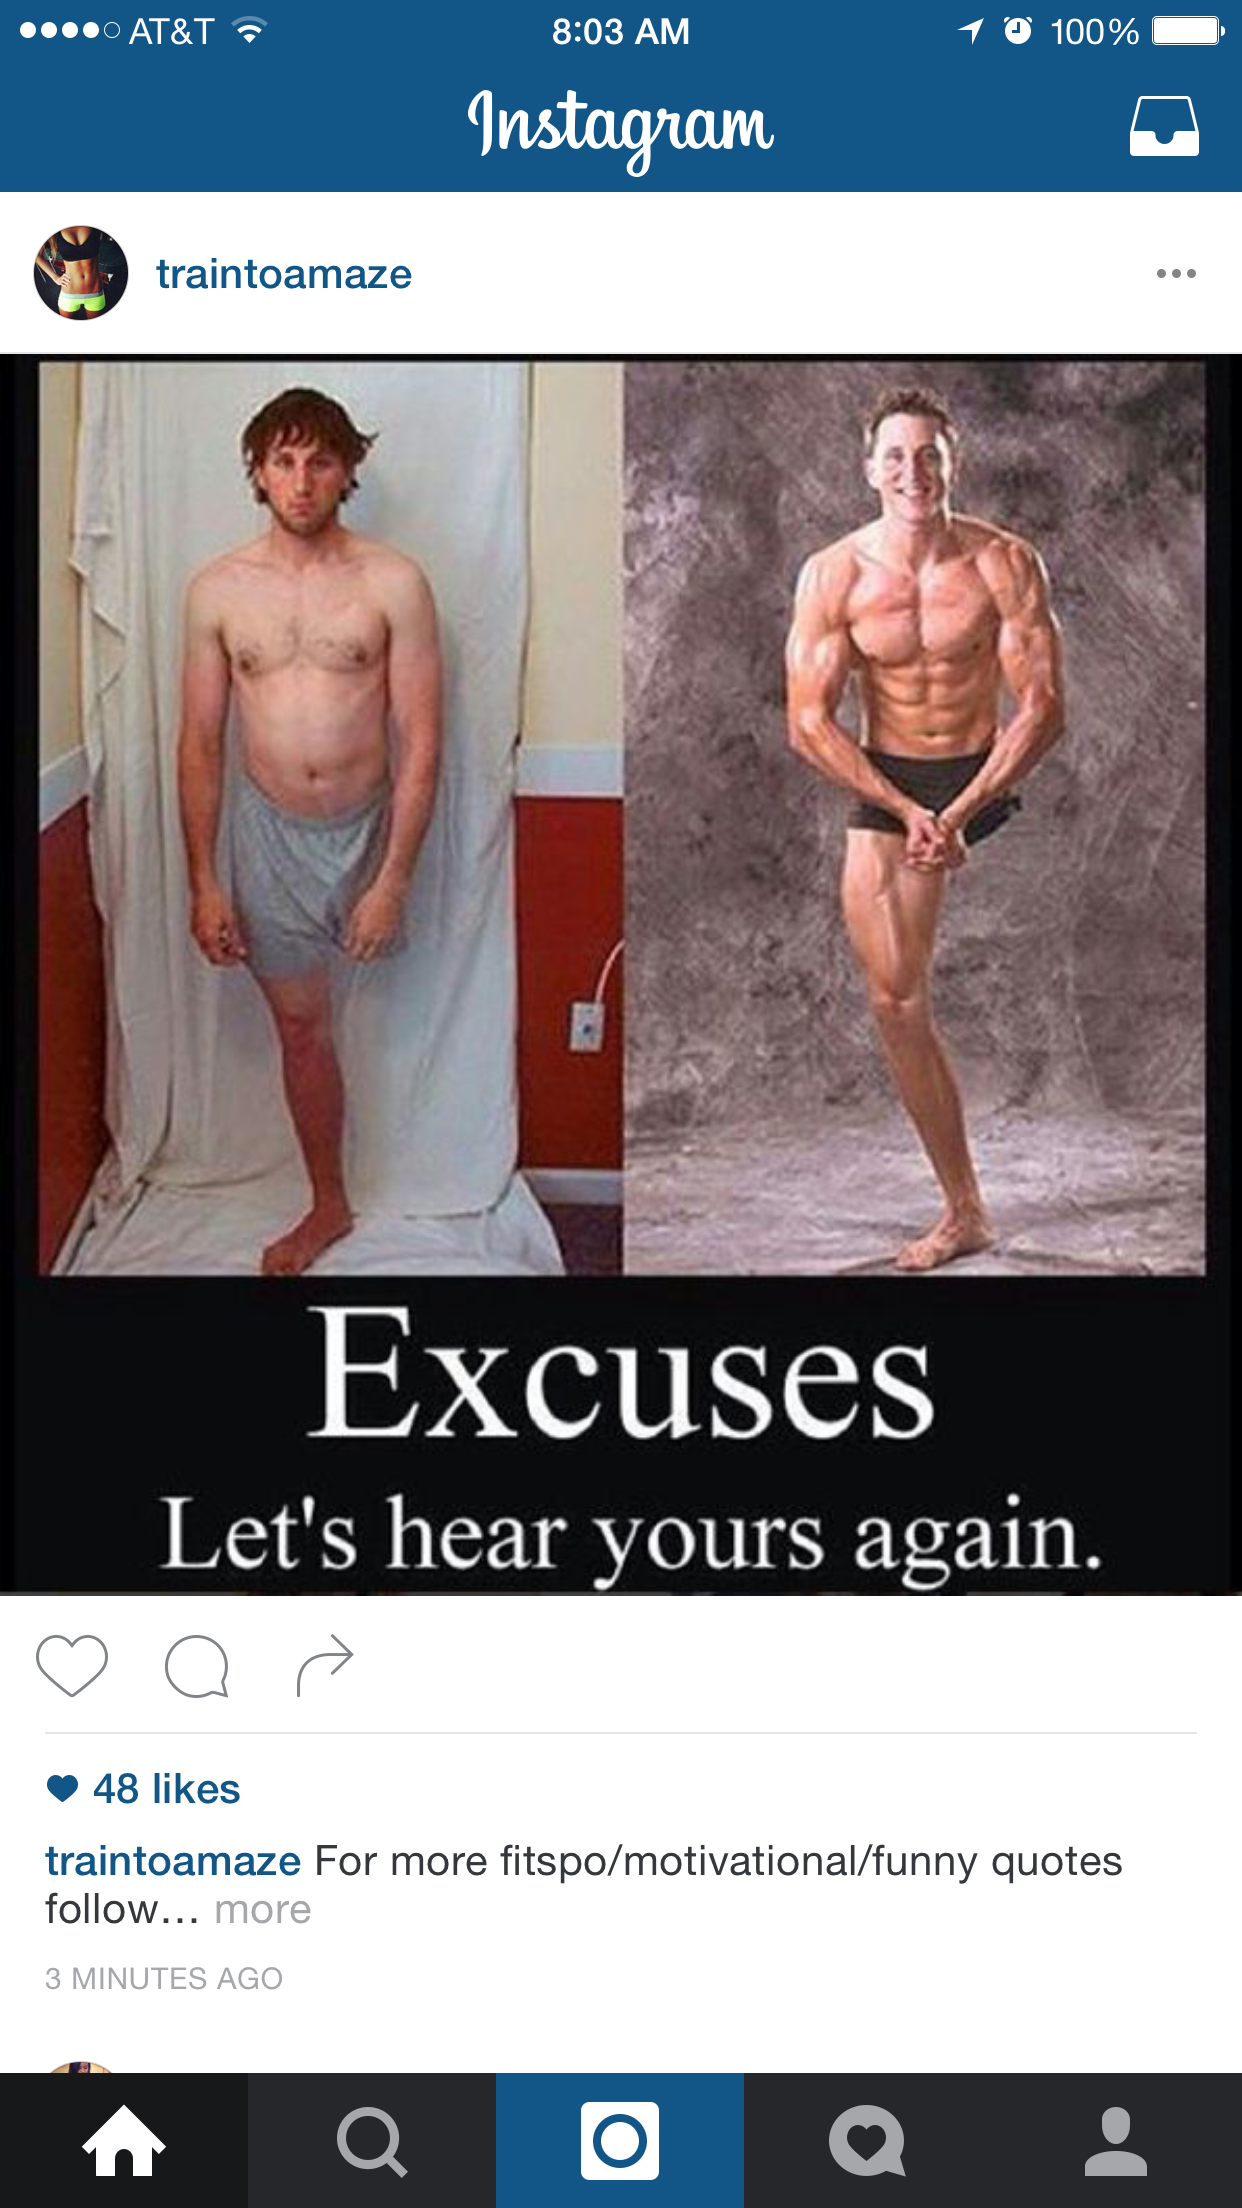 AT&T 8:03 AM 100%
Instagram
traintoamaze
Excuses
Let's hear yours again.
48 likes
traintoamaze For more fitspo/motivational/funny quotes
follow... more
3 MINUTES AGO